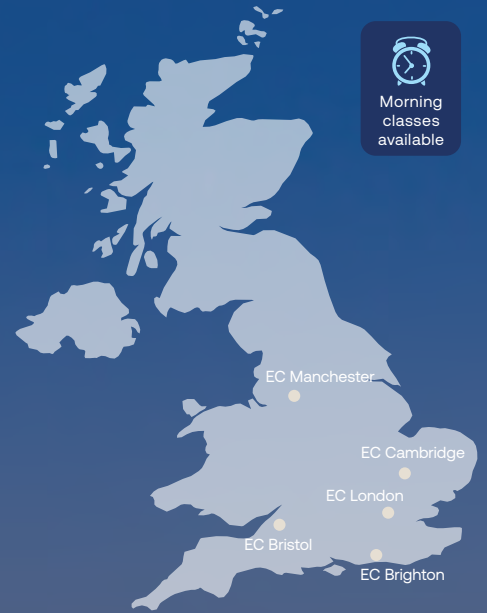 Morning
classes
available
EC Manchester
EC Cambridge
EC London
EC Bristol
EC Brighton